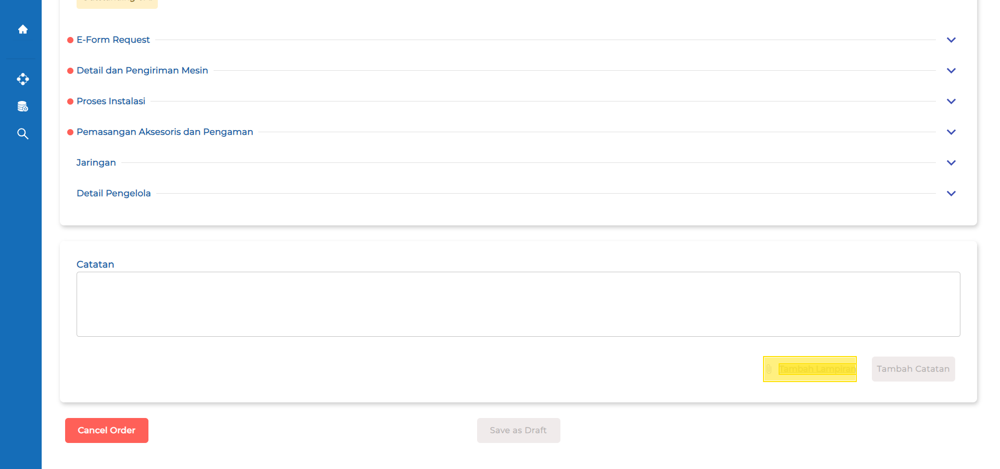 E-Form Request
Detail dan Pengiriman Mesin
Proses Instalasi
Pemasangan Aksesoris dan Pengaman
Jaringan
Detail Pengelola
Catatan
Tambah Lampiran
Tambah Catatan
Cancel Order
Save as Draft